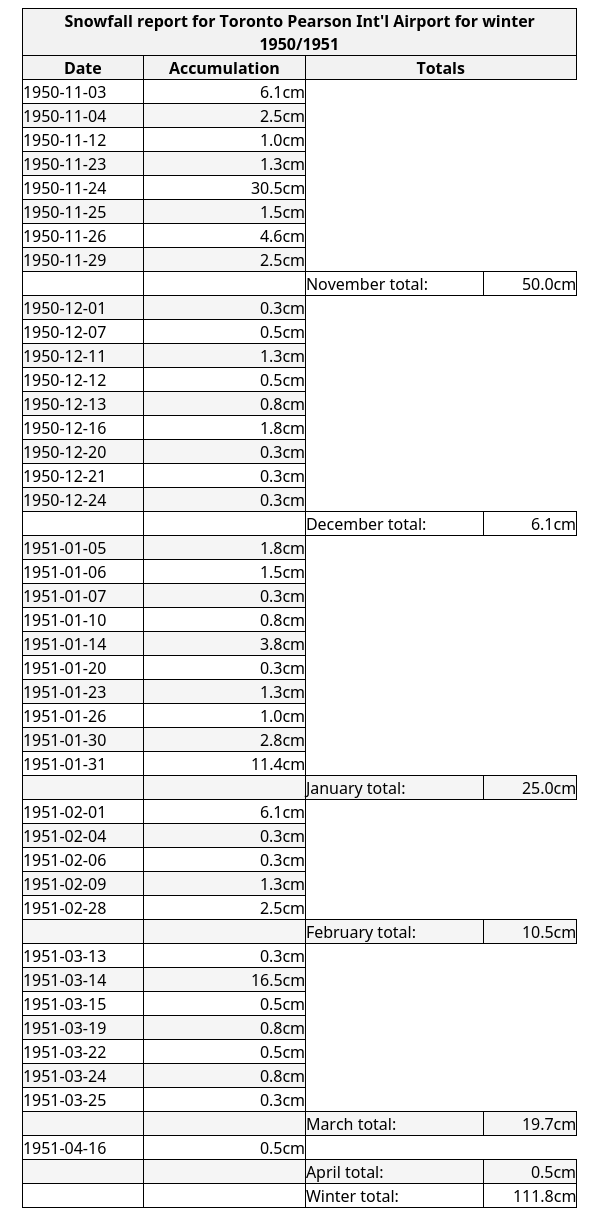 Snowfall report for Toronto Pearson Int'l Airport for winter
1950/1951
Date Accumulation Totals
1950-11-03 6.1cm
1950-11-04 2.5cm
1950-11-12 1.0cm
1950-11-23 1.3cm
1950-11-24 30.5cm
1950-11-25 1.5cm
1950-11-26 4.6cm
1950-11-29 2.5cm
November total: 50.0cm
1950-12-01 0.3cm
1950-12-07 0.5cm
1950-12-11 1.3cm
1950-12-12 0.5cm
1950-12-13 0.8cm
1950-12-16 1.8cm
1950-12-20 0.3cm
1950-12-21 0.3cm
1950-12-24 0.3cm
December total: 6.1cm
1951-01-05 1.8cm
1951-01-06 1.5cm
1951-01-07 0.3cm
1951-01-10 0.8cm
1951-01-14 3.8cm
1951-01-20 0.3cm
1951-01-23 1.3cm
1951-01-26 1.0cm
1951-01-30 2.8cm
1951-01-31 11.4cm
January total: 25.0cm
1951-02-01 6.1cm
1951-02-04 0.3cm
1951-02-06 0.3cm
1951-02-09 1.3cm
1951-02-28 2.5cm
February total: 10.5cm
1951-03-13 0.3cm
1951-03-14 16.5cm
1951-03-15 0.5cm
1951-03-19 0.8cm
1951-03-22 0.5cm
1951-03-24 0.8cm
1951-03-25 0.3cm
March total: 19.7cm
1951-04-16 0.5cm
April total: 0.5cm
Winter total: 111.8cm